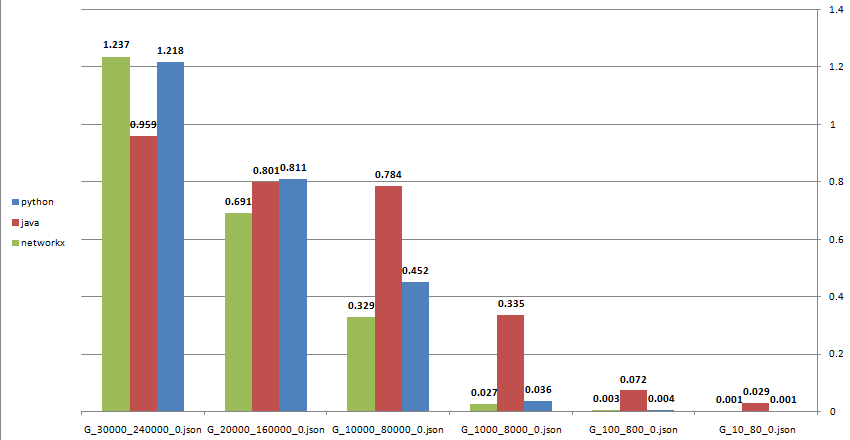 1.4
1.237
1.218
1.2
1
0.959
0.801
0.811
0.784
0.8
0.691
python
java
networkx
0.6
0.452
0.4
0.329
0.335
0.2
0.027
0.036
0.003
0.072
0.004
0.001
0.029
0.001
0
G_30000_240000_0.json
G_20000_160000_0.json
G_10000_80000_0.json
G_1000_8000_0.json
G_100_800_0.json
G_10_80_0.json